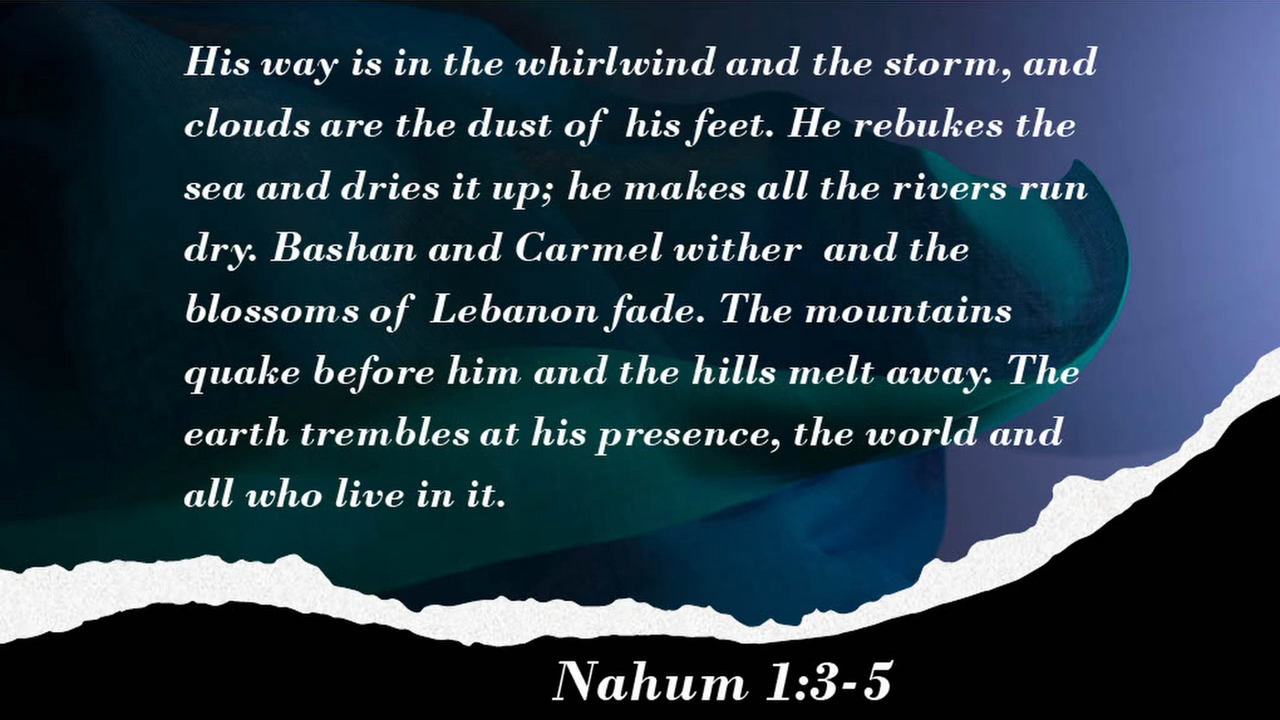 His way is in the whirlwind and the storm, and
clouds are the dust of his feet. He rebukes the
sea and dries it up; he makes all the rivers run
dry. Bashan and Carmel wither and the
blossoms of Lebanon fade. The mountains
quake before him and the hills melt away. The
earth trembles at his presence, the world and
all who live in it.
Nahum 1:3-5